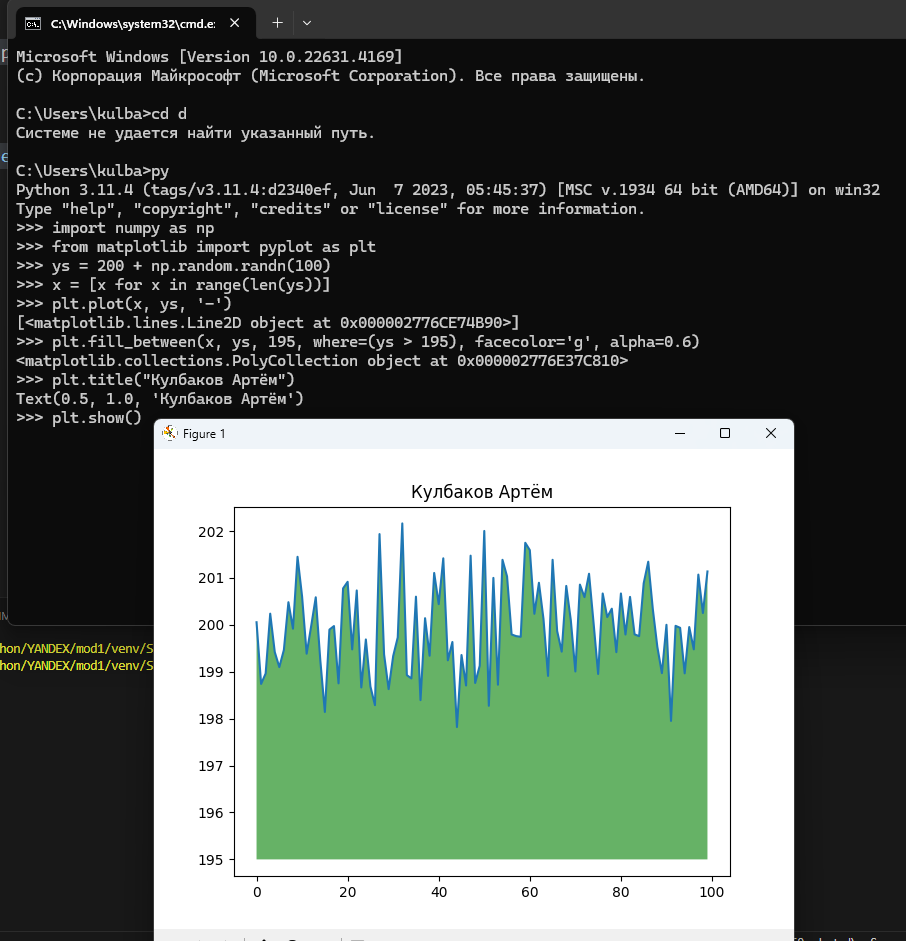 C:\Windows\system32\cmd.e:
Microsoft Windows [Version 10.0.22631.4169]
(c) Корпорация Майкрософт (Microsoft Corporation). Все права защищены.
C:\Users\kulba>cd d
Системе не удается найти указанный путь.
C:\Users\kulba>py
Python 3.11.4 (tags/v3.11.4:d2340ef, Jun  7 2023, 05:45:37) [MSC v.1934 64 bit (AMD64)] on win32
Type "help", "copyright", "credits" or "license" for more information.
>>> import numpy as np
>>> from matplotlib import pyplot as plt
>>> ys = 200 + np.random.randn(100)
>>> x = [x for x in range(len(ys))]
>>> plt.plot(x, ys, '-')
[<matplotlib.lines.Line2D object at 0x000002776CE74B90>]
>>> plt.fill_between(x, ys, 195, where=(ys > 195), facecolor='g', alpha=0.6)
<matplotlib.collections.PolyCollection object at 0x000002776E37C810>
>>> plt.title("Кулбаков Артём")
Text(0.5, 1.0, 'Кулбаков Артём')
>>> plt.show()
Figure 1
Кулбаков Артём
202
201
200
199
198
197
196
195
0 20 40 60 80 100
hon/YANDEX/mod1/venv/S
hon/YANDEX/mod1/venv/S